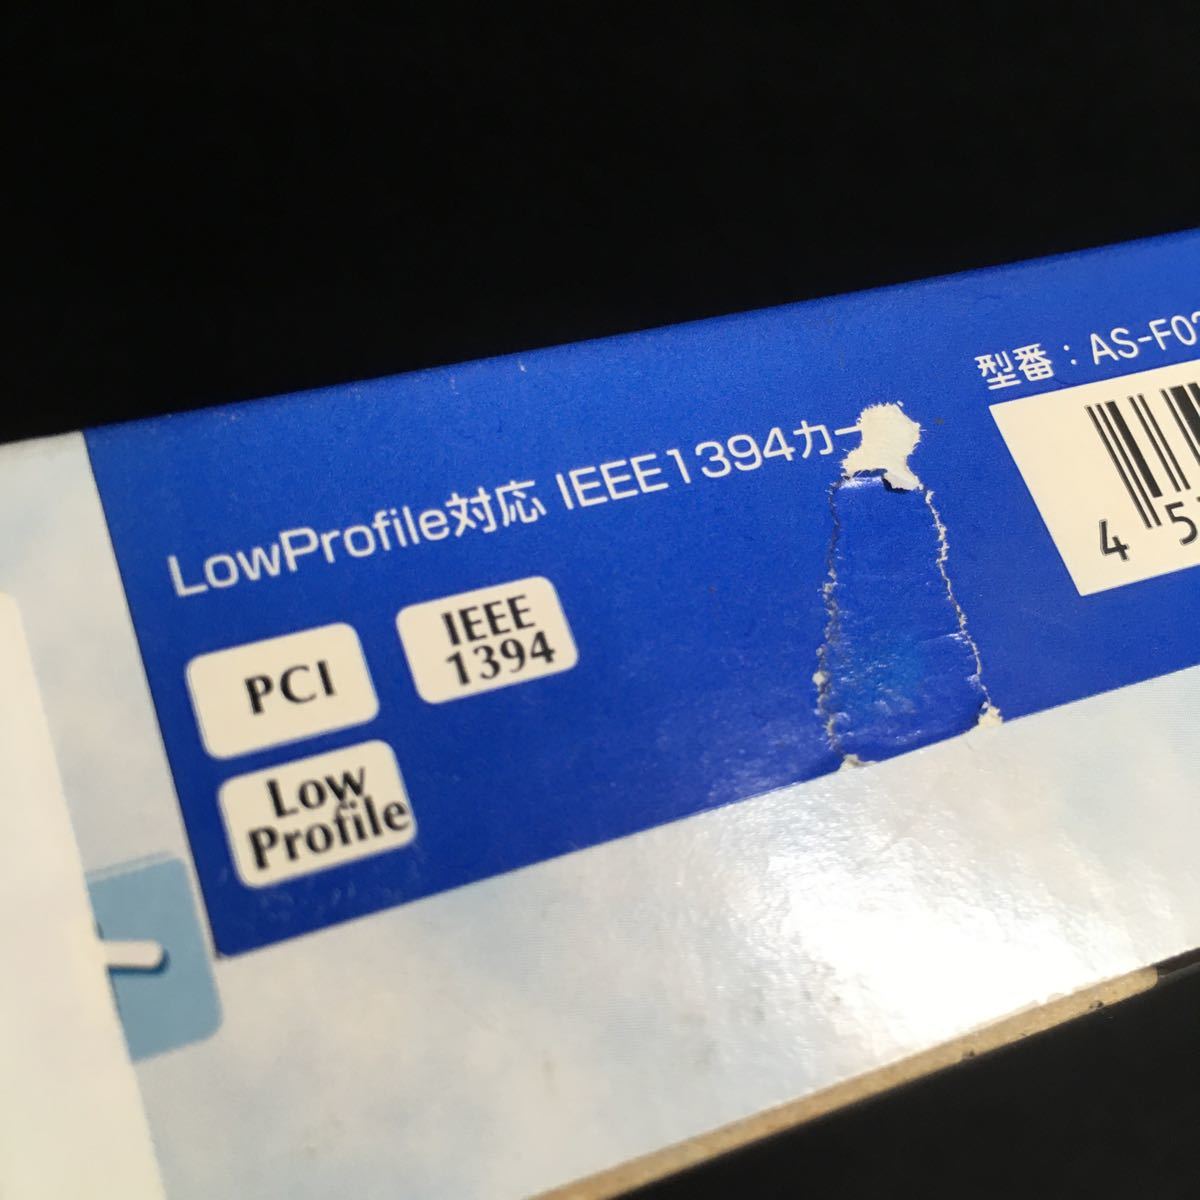 型番：AS-F0
LowProfile対応 IEEE1394カー
4 5
PCI
IEEE
1394
Low
Profile